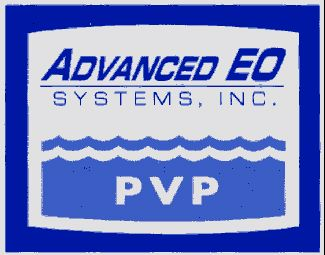 ADVANCED EO
SYSTEMS, INC.
PVP